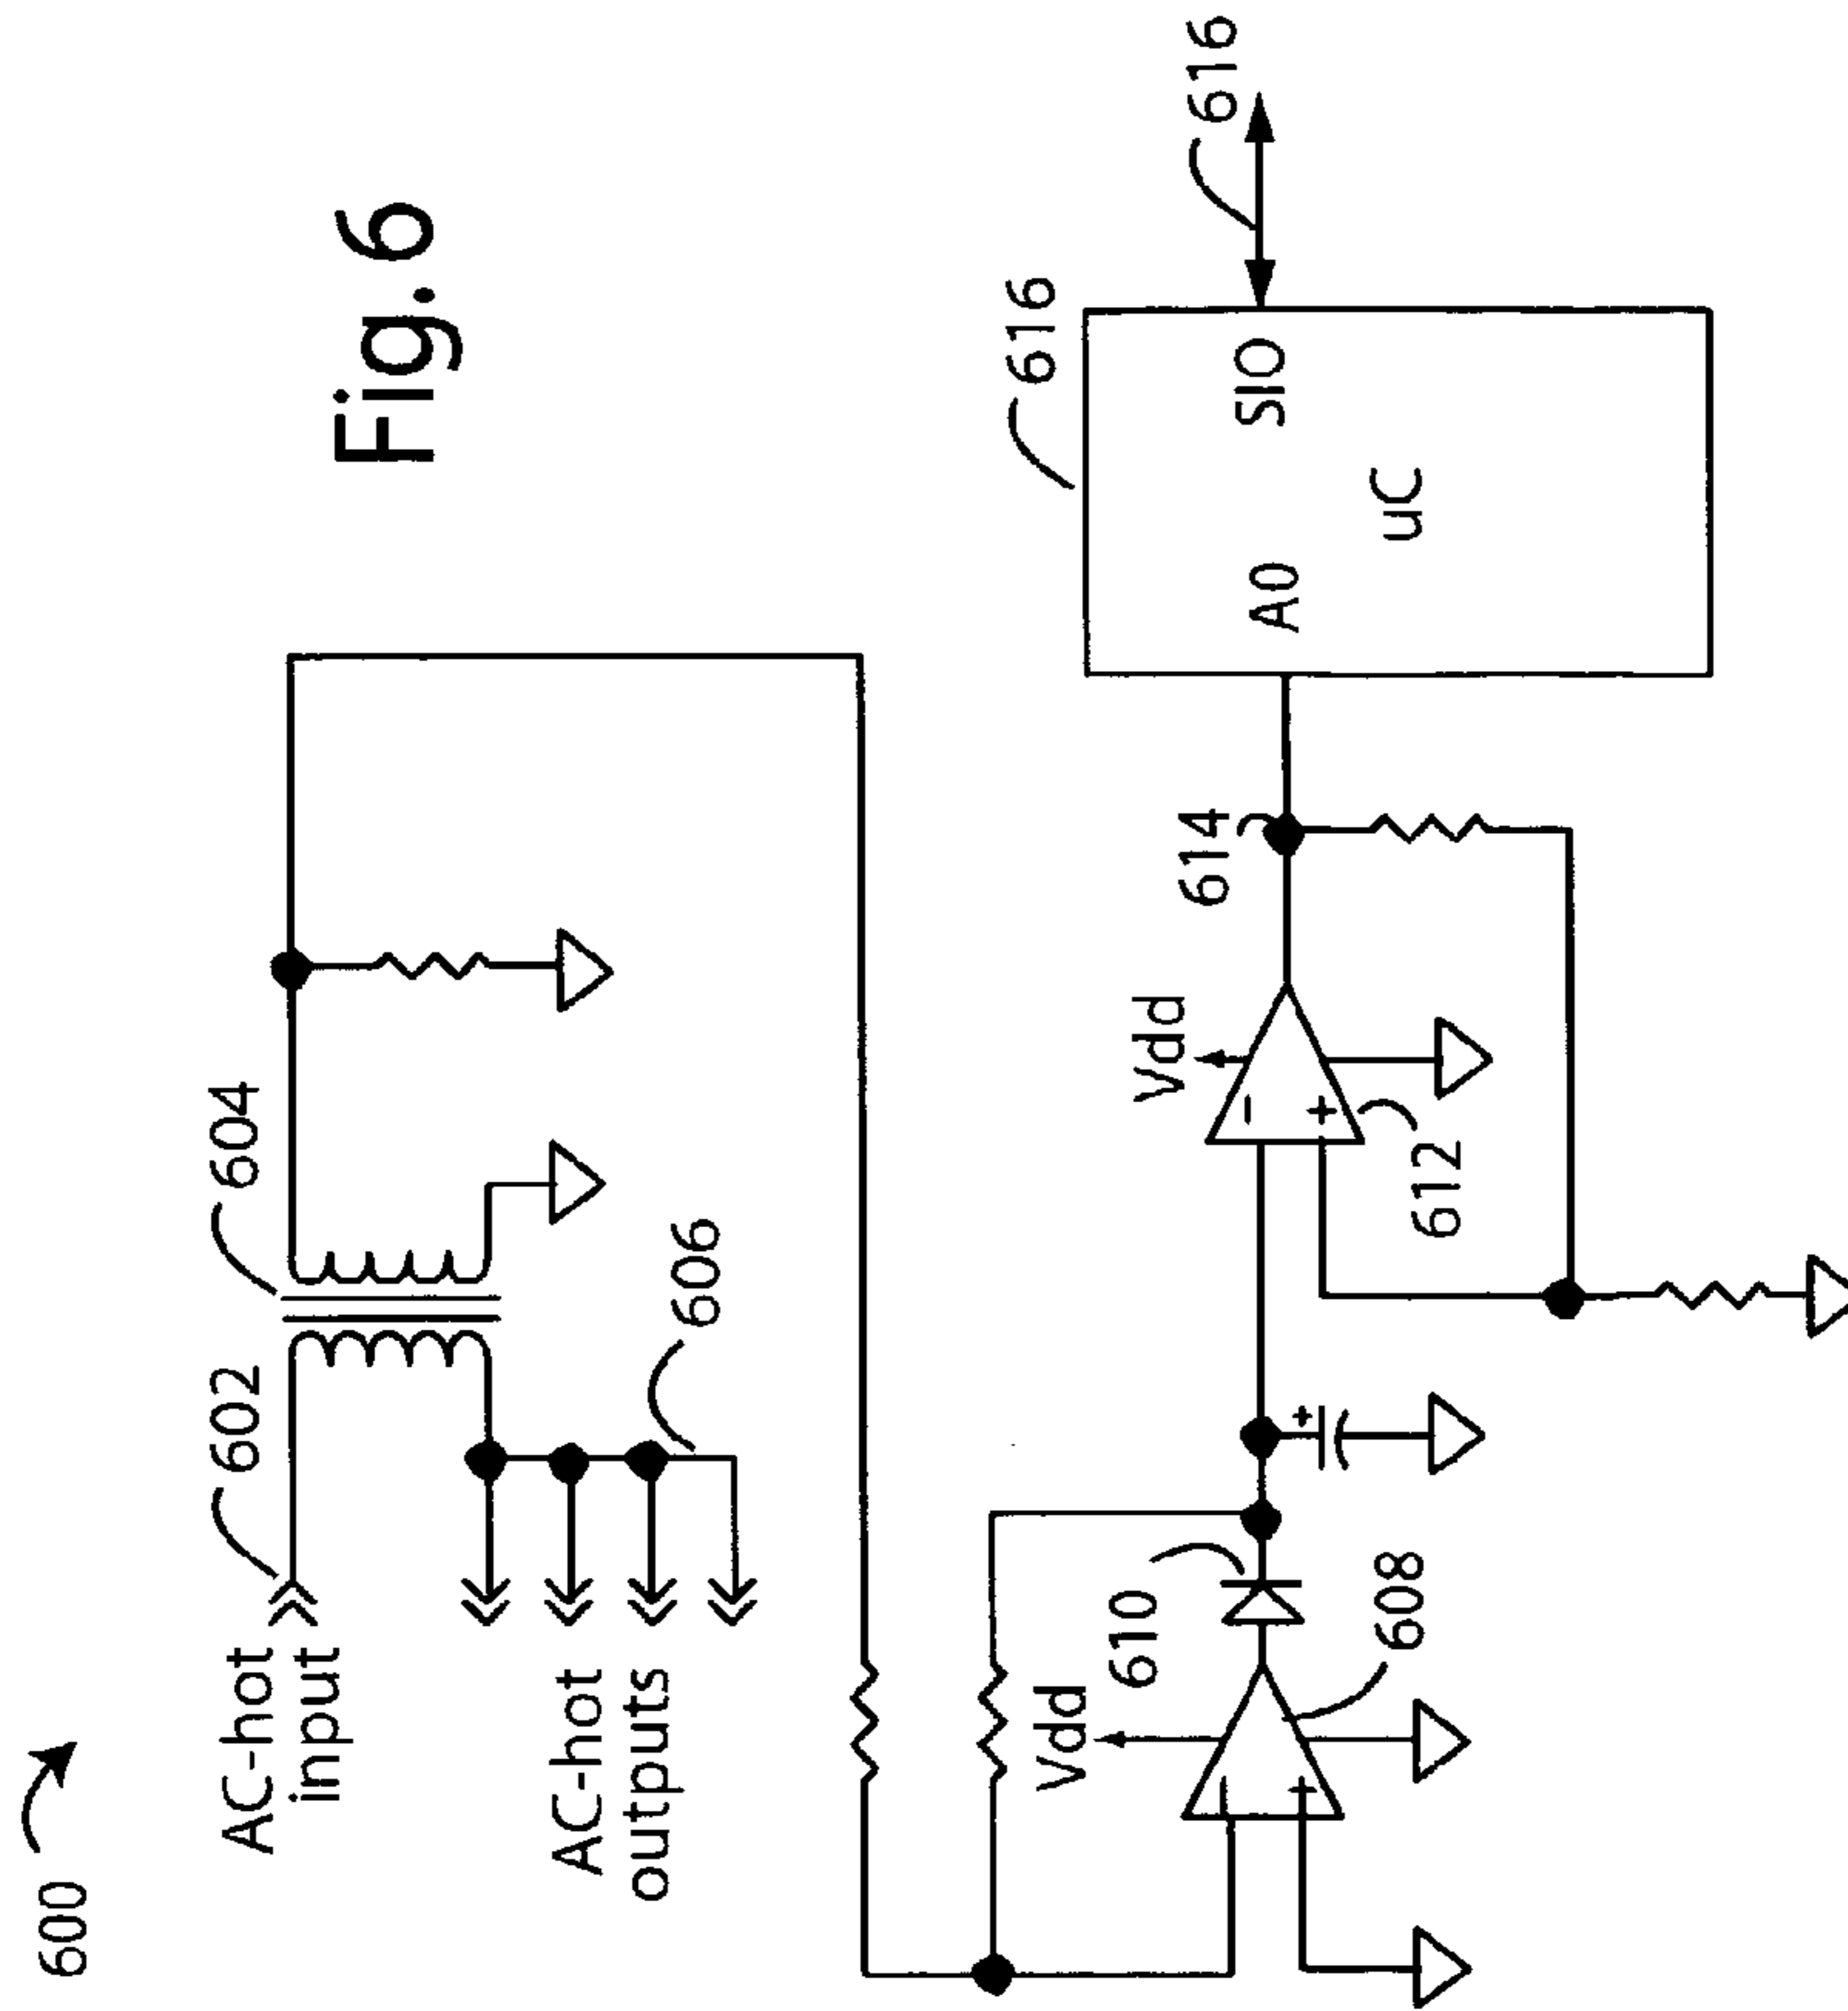 600
Fig. 6
AC-hot
input
602
604
AC-hot
outputs
606
Vdd
610
608
-
+
Vdd
612
-
+
+
614
616
A0
SIO
uC
616